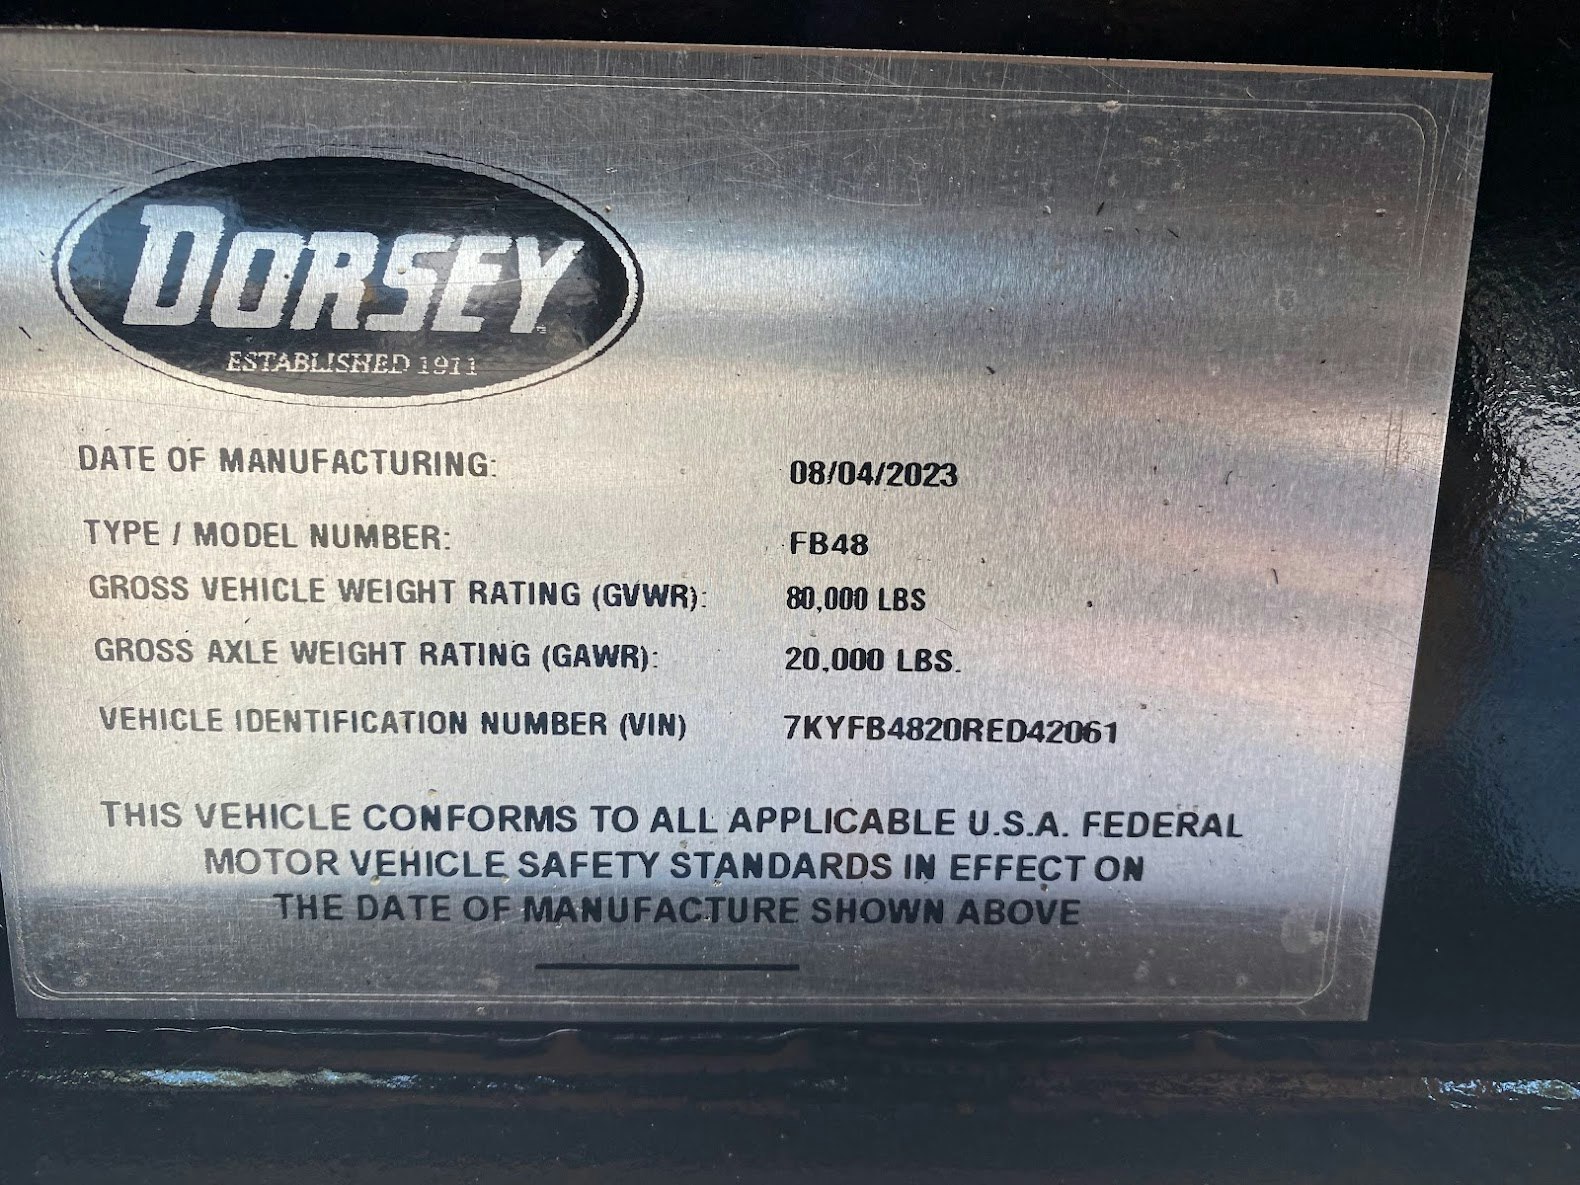 DORSEY
ESTABLISHED 1911
DATE OF MANUFACTURING: 08/04/2023
TYPE / MODEL NUMBER: FB48
GROSS VEHICLE WEIGHT RATING (GVWR): 80,000 LBS
GROSS AXLE WEIGHT RATING (GAWR): 20,000 LBS.
VEHICLE IDENTIFICATION NUMBER (VIN) 7KYFB4820RED42061
THIS VEHICLE CONFORMS TO ALL APPLICABLE U.S.A. FEDERAL
MOTOR VEHICLE SAFETY STANDARDS IN EFFECT ON
THE DATE OF MANUFACTURE SHOWN ABOVE